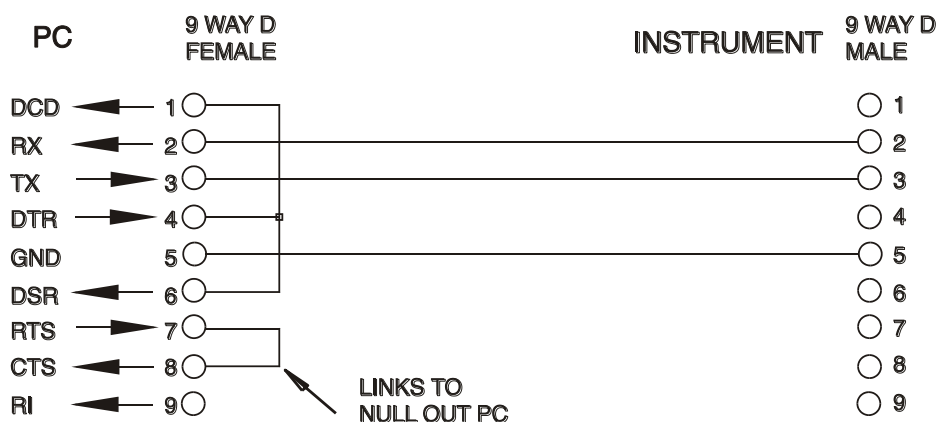 PC
9 WAY D
FEMALE
INSTRUMENT
9 WAY D
MALE
DCD 1 1
RX 2 2
TX 3 3
DTR 4 4
GND 5 5
DSR 6 6
RTS 7 7
CTS 8 8
RI 9 9
LINKS TO
NULL OUT PC